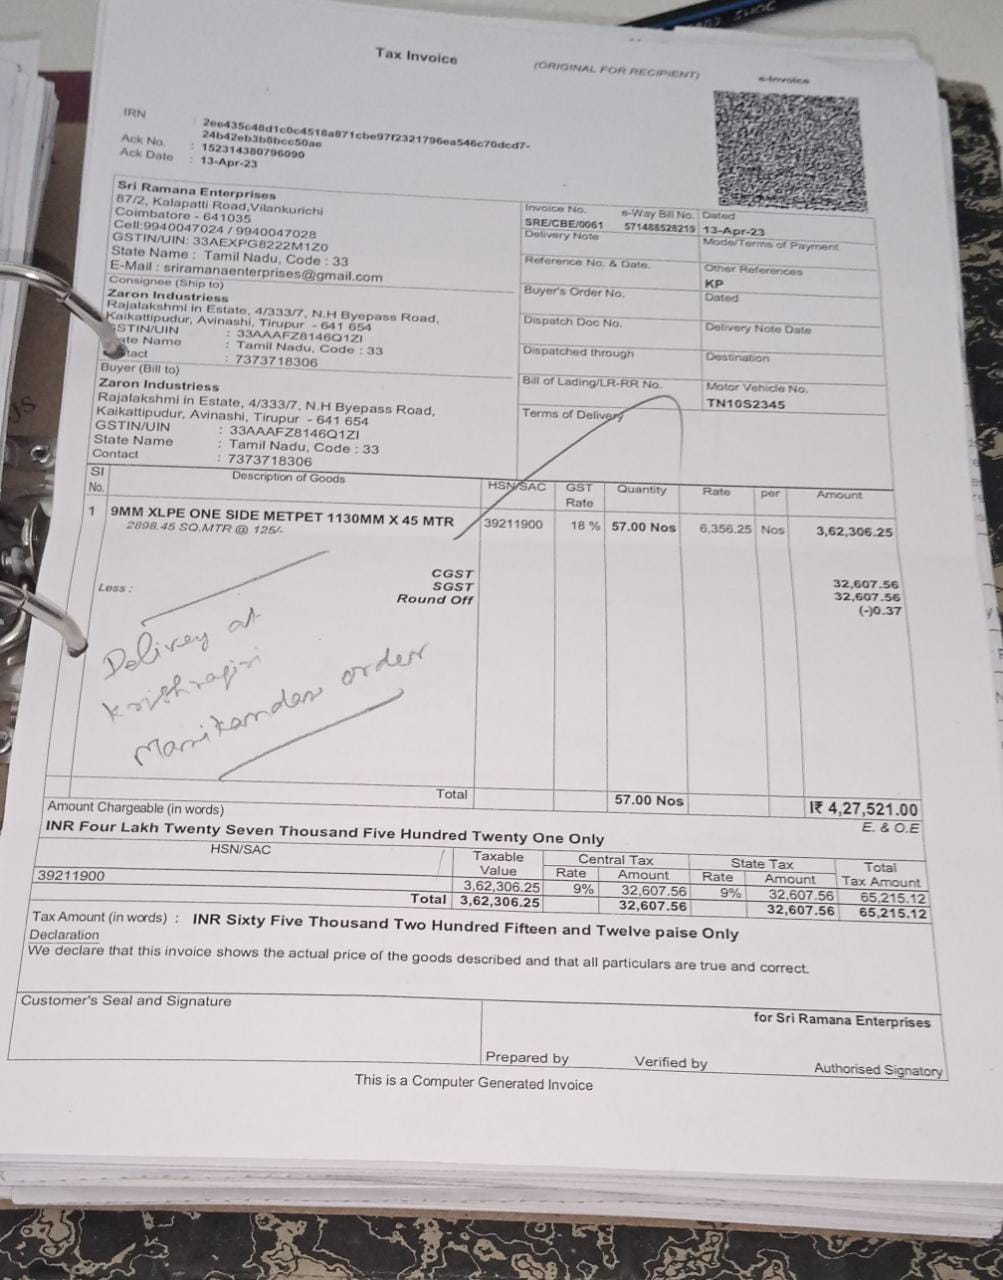 Tax Invoice
(ORIGINAL FOR RECIPIENT)
e-Invoice
IRN : 2ee435c48d1c0c4518a871cbe97f2321796ea546c70dcd7-
24b42eb3b8bcc50ae
Ack No. : 152314380796090
Ack Date : 13-Apr-23
Sri Ramana Enterprises
87/2, Kalapatti Road,Vilankurichi
Coimbatore - 641035
Cell:9940047024 / 9940047028
GSTIN/UIN: 33AEXPG8222M1Z0
State Name : Tamil Nadu, Code : 33
E-Mail : sriramanaenterprises@gmail.com
Consignee (Ship to)
Zaron Industriess
Rajalakshmi in Estate, 4/333/7, N.H Byepass Road,
Kaikattipudur, Avinashi, Tirupur - 641 654
GSTIN/UIN : 33AAAFZ8146Q1ZI
ate Name : Tamil Nadu, Code : 33
tact : 7373718306
Buyer (Bill to)
Zaron Industriess
Rajalakshmi in Estate, 4/333/7, N.H Byepass Road,
Kaikattipudur, Avinashi, Tirupur - 641 654
GSTIN/UIN : 33AAAFZ8146Q1ZI
State Name : Tamil Nadu, Code : 33
Contact : 7373718306
Invoice No. e-Way Bill No. Dated
SRE/CBE/0061 571488528219 13-Apr-23
Delivery Note Mode/Terms of Payment
Reference No. & Date. Other References
KP
Buyer's Order No. Dated
Dispatch Doc No. Delivery Note Date
Dispatched through Destination
Bill of Lading/LR-RR No. Motor Vehicle No.
TN10S2345
Terms of Delivery
Sl No. Description of Goods HSN/SAC GST Rate Quantity Rate per Amount
1 9MM XLPE ONE SIDE METPET 1130MM X 45 MTR 39211900 18 % 57.00 Nos 6,356.25 Nos 3,62,306.25
2898.45 SQ.MTR @ 125/-
CGST 32,607.56
SGST 32,607.56
Less : Round Off (-)0.37
Delivey at
Krishnagiri
Manikandan order
Total 57.00 Nos I₹ 4,27,521.00
Amount Chargeable (in words) E. & O.E
INR Four Lakh Twenty Seven Thousand Five Hundred Twenty One Only
HSN/SAC Taxable Value Central Tax State Tax Total Tax Amount
Rate Amount Rate Amount
39211900 3,62,306.25 9% 32,607.56 9% 32,607.56 65,215.12
Total 3,62,306.25 32,607.56 32,607.56 65,215.12
Tax Amount (in words) : INR Sixty Five Thousand Two Hundred Fifteen and Twelve paise Only
Declaration
We declare that this invoice shows the actual price of the goods described and that all particulars are true and correct.
Customer's Seal and Signature
for Sri Ramana Enterprises
Prepared by Verified by Authorised Signatory
This is a Computer Generated Invoice